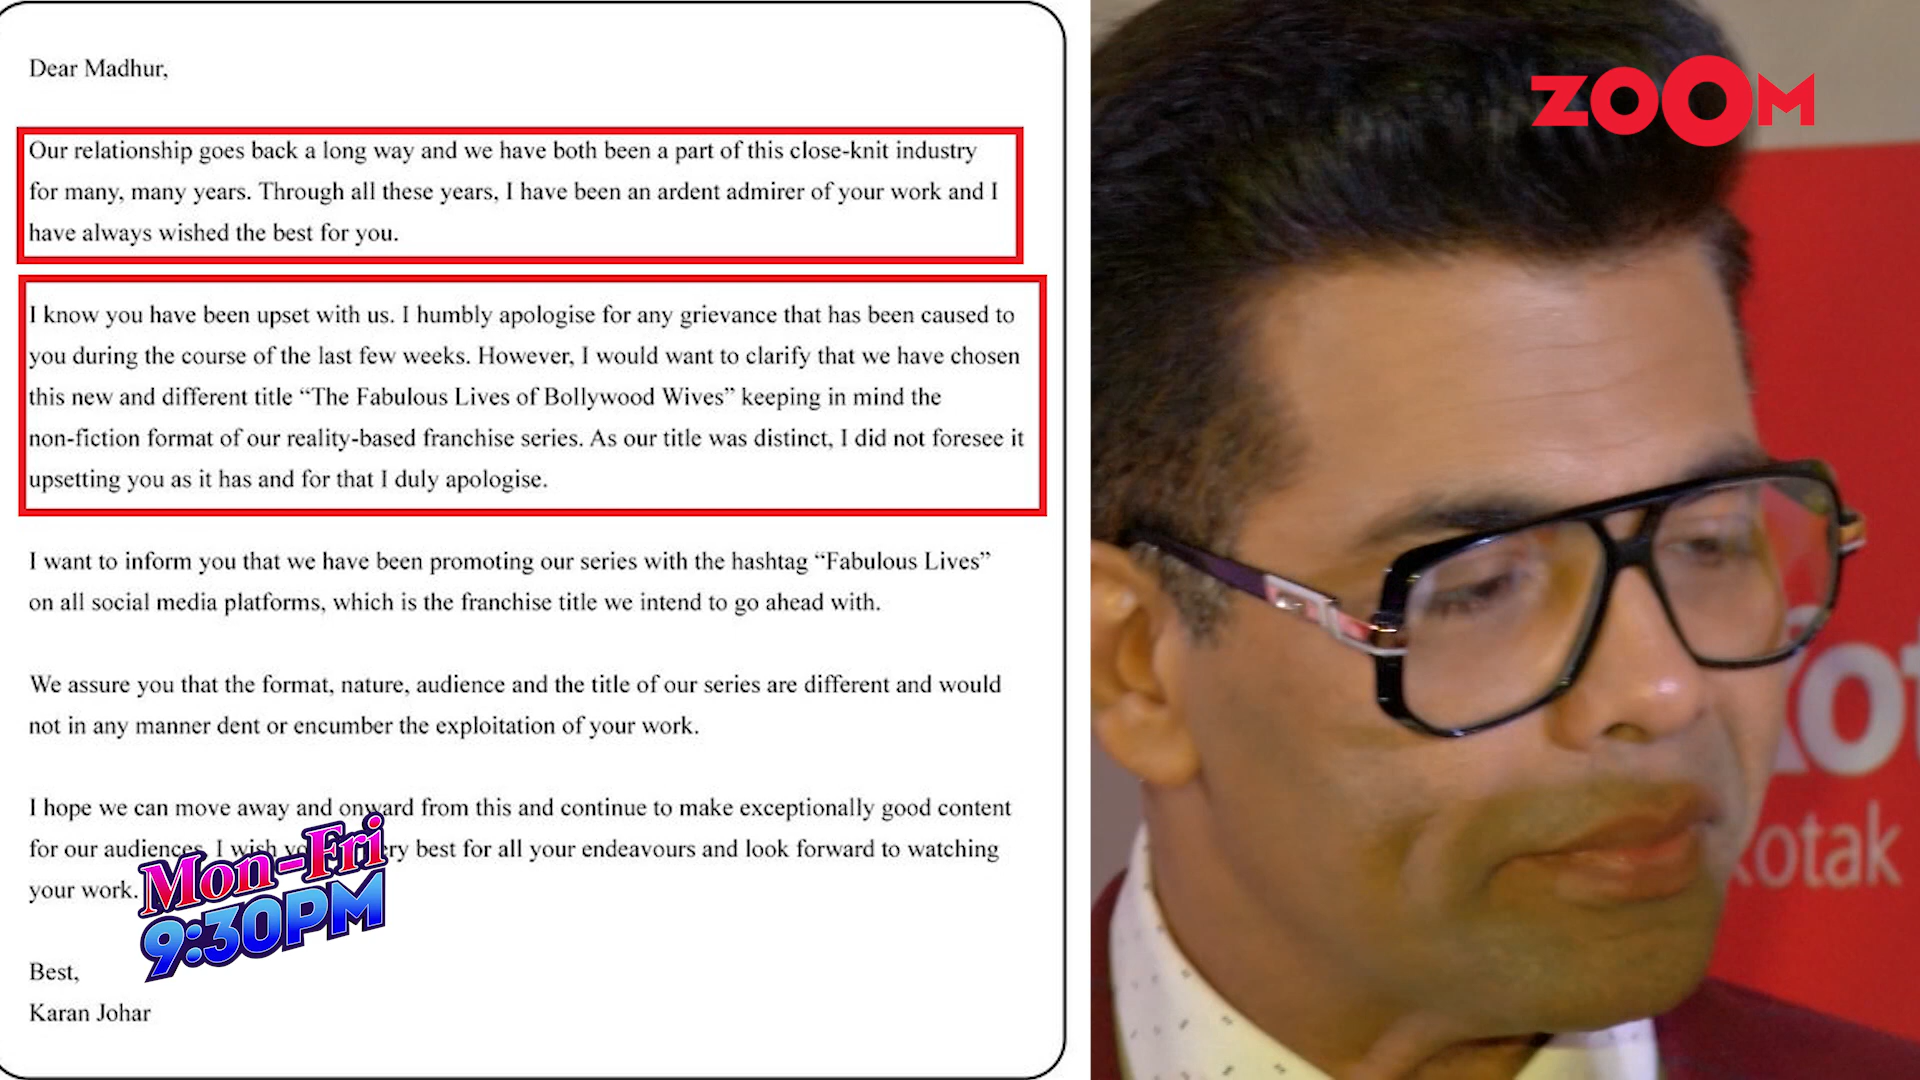 Dear Madhur,
Our relationship goes back a long way and we have both been a part of this close-knit industry
for many, many years. Through all these years, I have been an ardent admirer of your work and I
have always wished the best for you.
I know you have been upset with us. I humbly apologise for any grievance that has been caused to
you during the course of the last few weeks. However, I would want to clarify that we have chosen
this new and different title “The Fabulous Lives of Bollywood Wives” keeping in mind the
non-fiction format of our reality-based franchise series. As our title was distinct, I did not foresee it
upsetting you as it has and for that I duly apologise.
I want to inform you that we have been promoting our series with the hashtag “Fabulous Lives”
on all social media platforms, which is the franchise title we intend to go ahead with.
We assure you that the format, nature, audience and the title of our series are different and would
not in any manner dent or encumber the exploitation of your work.
I hope we can move away and onward from this and continue to make exceptionally good content
for our audiences. I wish best for all your endeavours and look forward to watching
your work.
Best,
Karan Johar
Mon-Fri
9:30PM
ZOOM
kotak